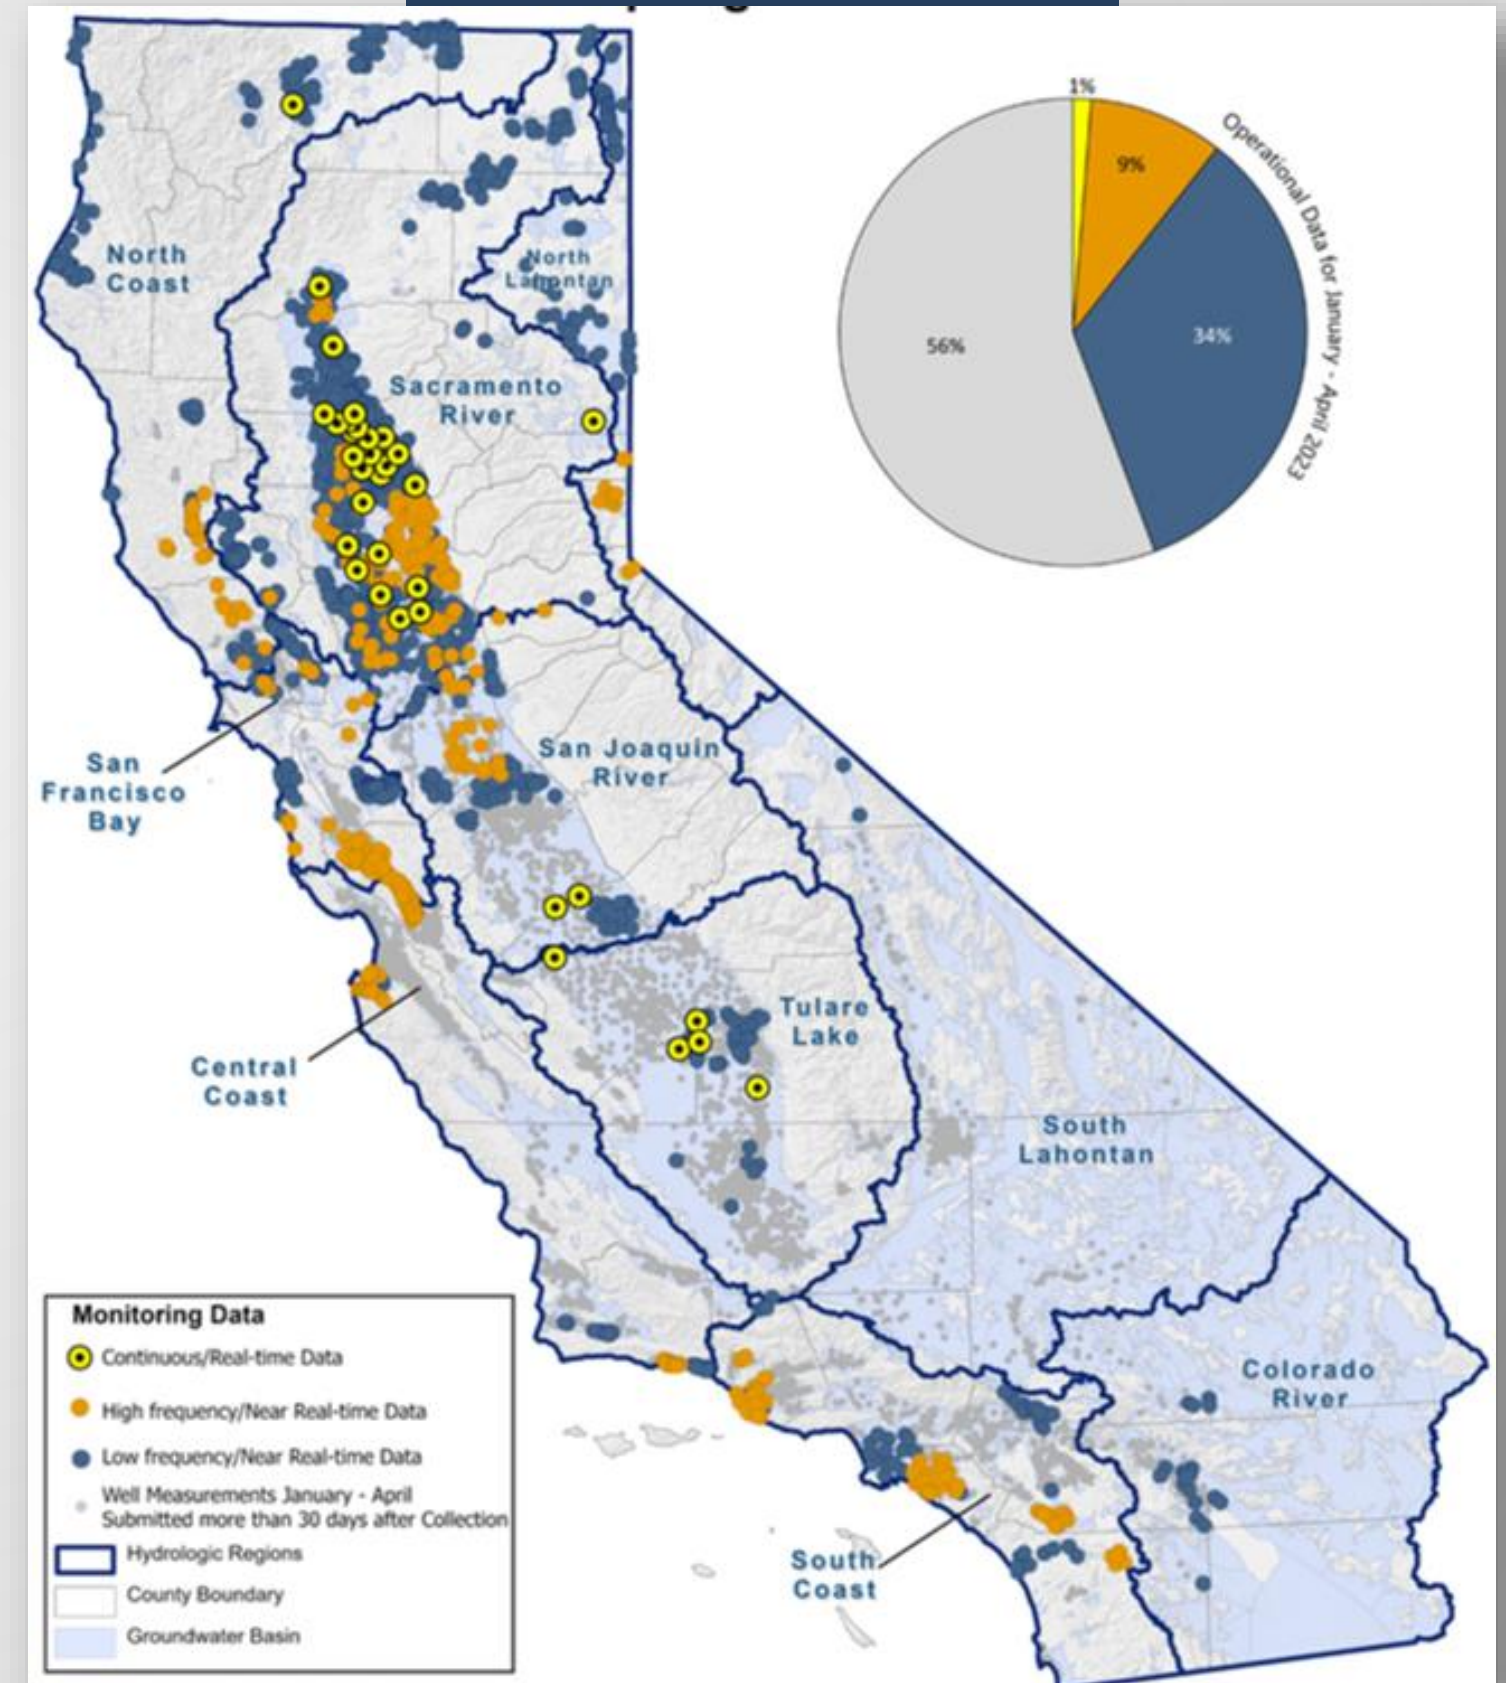 1%
9%
34%
56%
Operational Data for January - April 2023
North
Coast
North
Lahontan
Sacramento
River
San
Francisco
Bay
San Joaquin
River
Central
Coast
Tulare
Lake
South
Lahontan
Colorado
River
South
Coast
Monitoring Data
Continuous/Real-time Data
High frequency/Near Real-time Data
Low frequency/Near Real-time Data
Well Measurements January - April
Submitted more than 30 days after Collection
Hydrologic Regions
County Boundary
Groundwater Basin